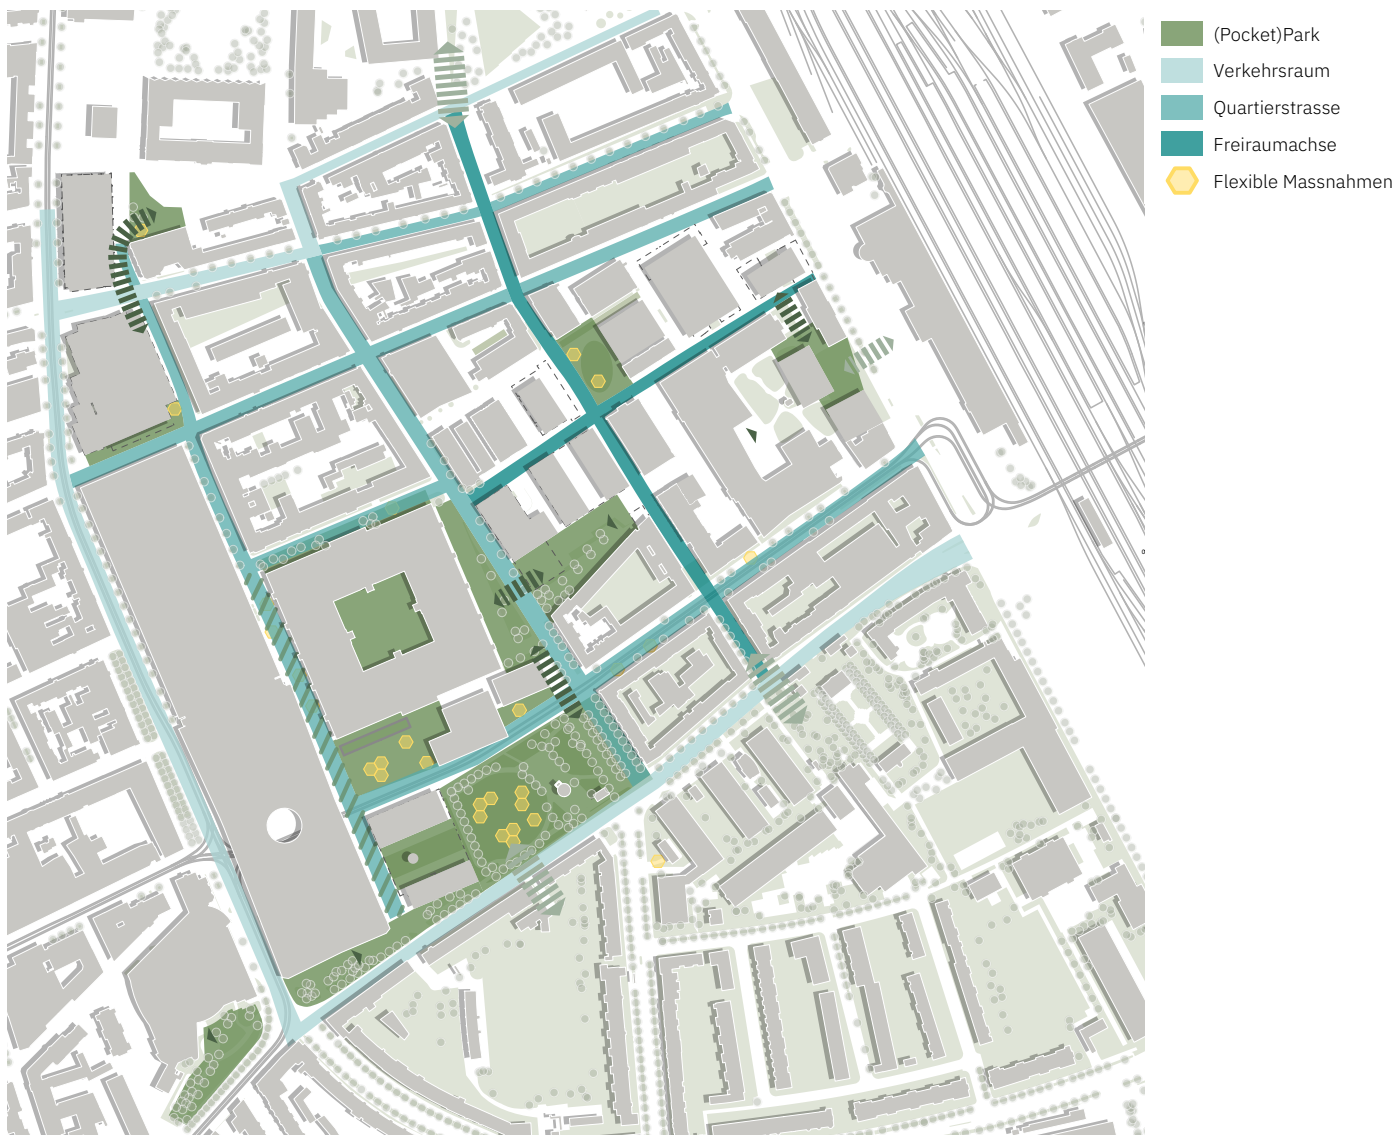 (Pocket)Park
Verkehrsraum
Quartierstrasse
Freiraumachse
Flexible Massnahmen